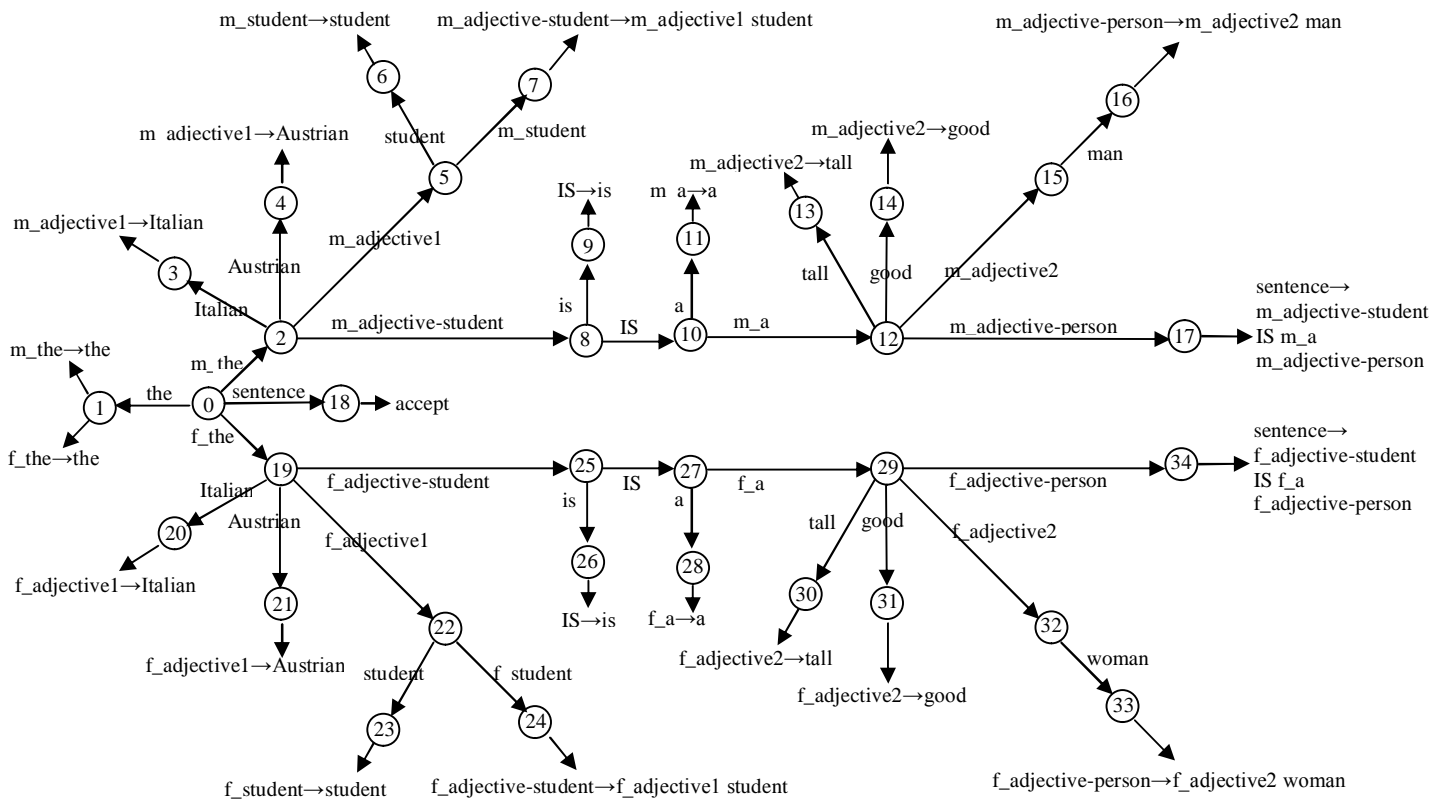 m_student→student
m_adjective-student→m_adjective1 student
m_adjective-person→m_adjective2 man
6
7
16
m adjective1→Austrian
student
m_student
m_adjective2→good
man
m_adjective2→tall
5
15
IS→is
m a→a
4
13
14
m_adjective1→Italian
m_adjective1
9
11
3
Austrian
tall
good
m_adjective2
Italian
is
a
sentence→
m_adjective-student
IS m_a
m_adjective-person
2
m_adjective-student
8
IS
10
m_a
12
m_adjective-person
17
m_the→the
m_the
1
the
0
sentence
18
accept
f_the
f_the→the
19
f_adjective-student
25
IS
27
f_a
29
f_adjective-person
34
sentence→
f_adjective-student
IS f_a
f_adjective-person
Italian
Austrian
is
a
tall
good
f_adjective2
20
f_adjective1
26
28
f_adjective1→Italian
21
30
31
IS→is
f_a→a
22
32
f_adjective1→Austrian
f_adjective2→tall
woman
student
f student
f_adjective2→good
23
24
33
f_student→student
f_adjective-student→f_adjective1 student
f_adjective-person→f_adjective2 woman